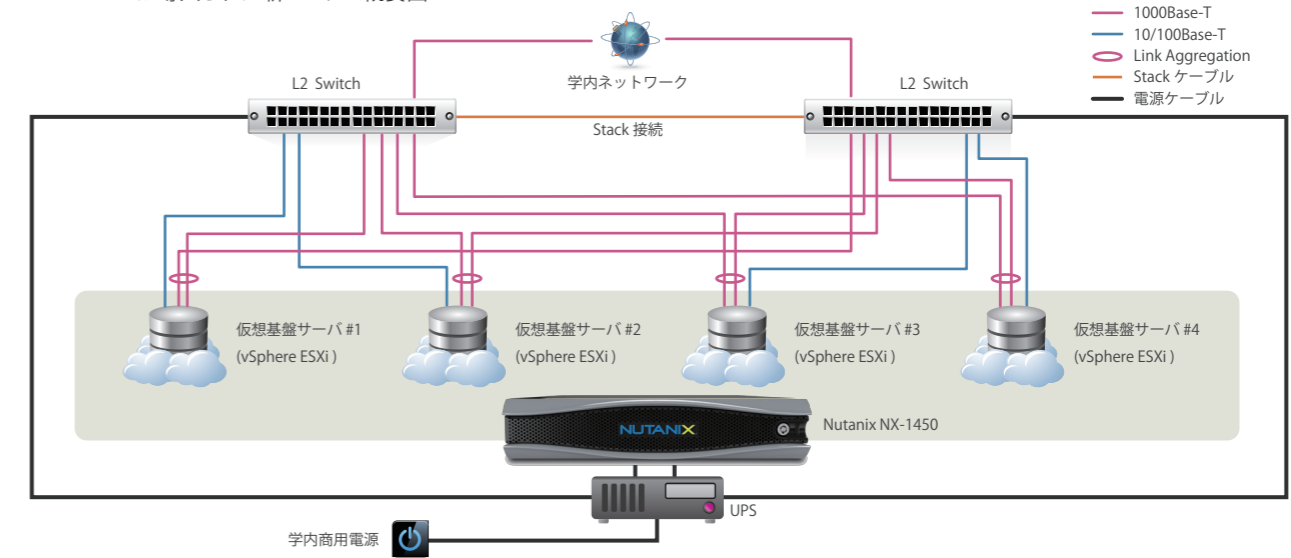 1000Base-T
10/100Base-T
Link Aggregation
Stack ケーブル
電源ケーブル
L2 Switch
学内ネットワーク
L2 Switch
Stack 接続
仮想基盤サーバ #1
(vSphere ESXi )
仮想基盤サーバ #2
(vSphere ESXi )
仮想基盤サーバ #3
(vSphere ESXi )
仮想基盤サーバ #4
(vSphere ESXi )
NUTANIX
Nutanix NX-1450
UPS
学内商用電源